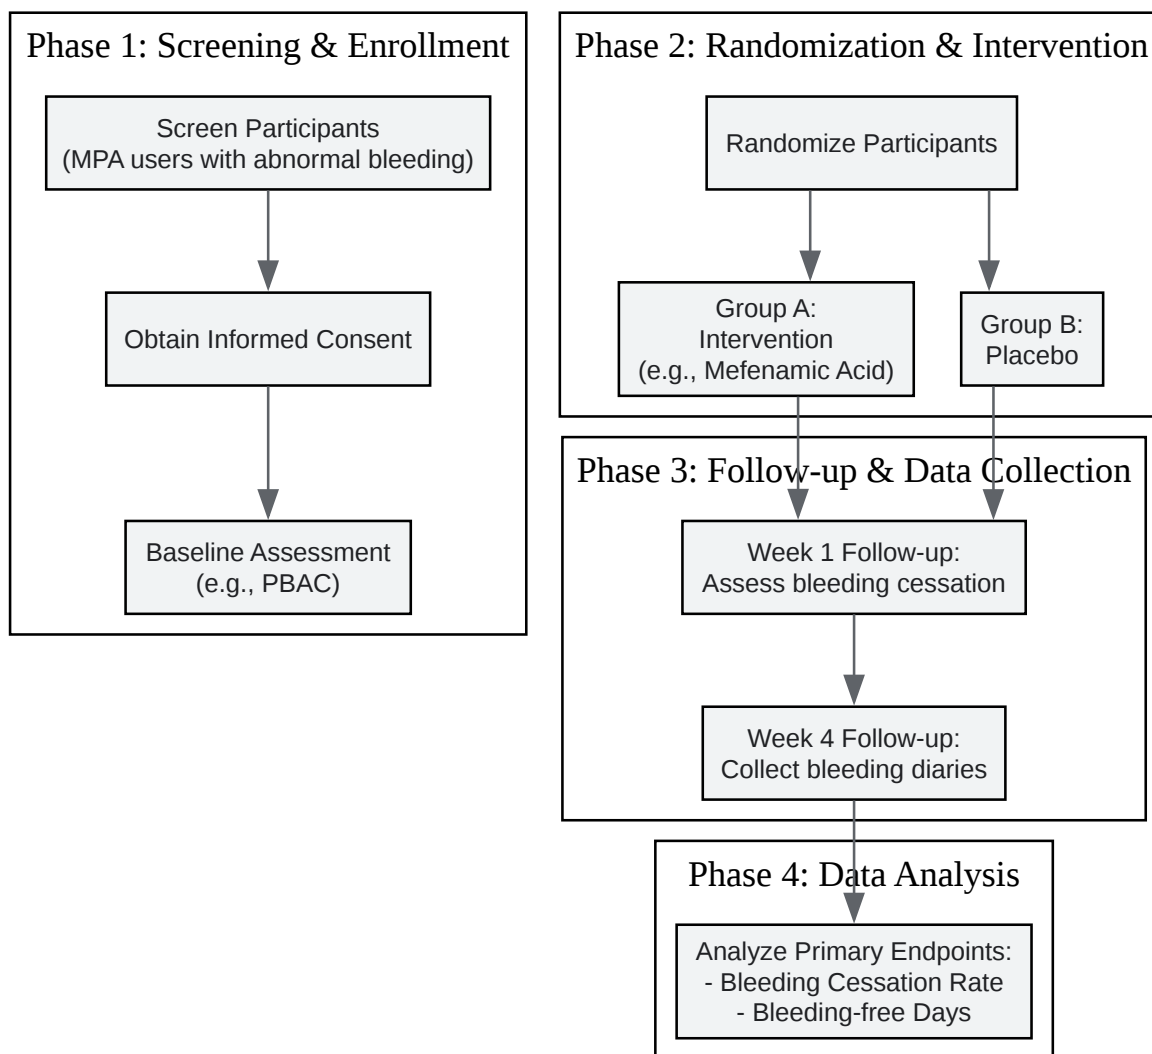 Phase 1: Screening & Enrollment
Screen Participants
(MPA users with abnormal bleeding)
Obtain Informed Consent
Baseline Assessment
(e.g., PBAC)
Phase 2: Randomization & Intervention
Randomize Participants
Group A:
Intervention
(e.g., Mefenamic Acid)
Group B:
Placebo
Phase 3: Follow-up & Data Collection
Week 1 Follow-up:
Assess bleeding cessation
Week 4 Follow-up:
Collect bleeding diaries
Phase 4: Data Analysis
Analyze Primary Endpoints:
- Bleeding Cessation Rate
- Bleeding-free Days